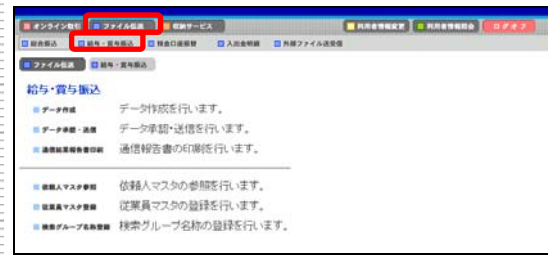 オンライン取引 ファイル伝送 収納サービス 利用者情報変更 利用者情報照会 ログオフ
総合振込 給与・賞与振込 預金口座振替 入出金明細 外部ファイル送受信
ファイル伝送 給与・賞与振込
給与・賞与振込
データ作成 データ作成を行います。
データ承認・送信 データ承認・送信を行います。
通信結果報告書印刷 通信報告書の印刷を行います。
依頼人マスタ参照 依頼人マスタの参照を行います。
従業員マスタ登録 従業員マスタの登録を行います。
検索グループ名称登録 検索グループ名称の登録を行います。